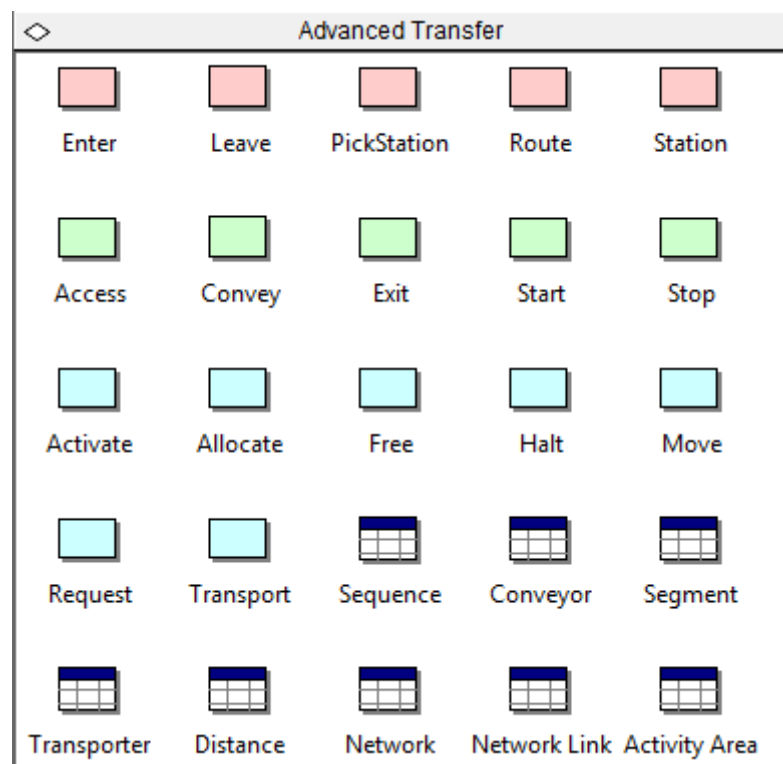 Advanced Transfer
Enter Leave PickStation Route Station
Access Convey Exit Start Stop
Activate Allocate Free Halt Move
Request Transport Sequence Conveyor Segment
Transporter Distance Network Network Link Activity Area